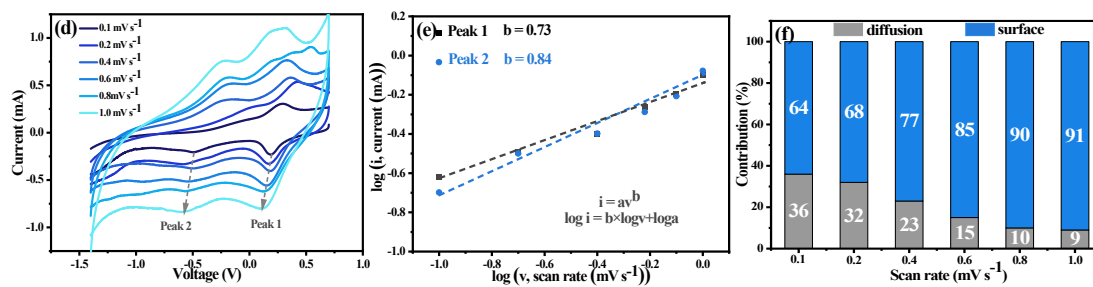 (d)
0.1 mV s⁻¹
0.2 mV s⁻¹
0.4 mV s⁻¹
0.6 mV s⁻¹
0.8mV s⁻¹
1.0 mV s⁻¹
Current (mA)
1.0
0.5
0.0
-0.5
-1.0
Peak 2
Peak 1
-1.5 -1.0 -0.5 0.0 0.5 1.0
Voltage (V)
(e)
Peak 1 b = 0.73
Peak 2 b = 0.84
log (i, current (mA))
0.2
0.0
-0.2
-0.4
-0.6
-0.8
-1.0
i = avᵇ
log i = b×logv+loga
-1.0 -0.8 -0.6 -0.4 -0.2 0.0
log (v, scan rate (mV s⁻¹)
(f)
diffusion surface
Contribution (%)
100
80
60
40
20
0
64 68 77 85 90 91
36 32 23 15 10 9
0.1 0.2 0.4 0.6 0.8 1.0
Scan rate (mV s⁻¹)